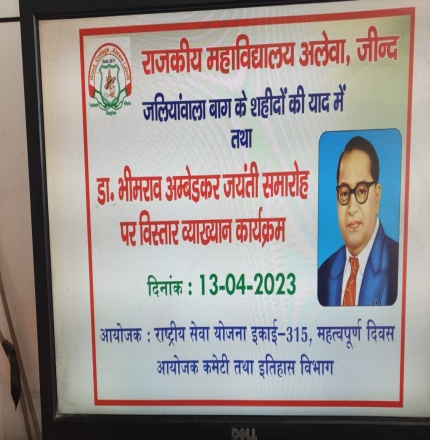 राजकीय महाविद्यालय अलेवा, जीन्द
जलियांवाला बाग के शहीदों की याद में
तथा
डा. भीमराव अम्बेडकर जयंती समारोह
पर विस्तार व्याख्यान कार्यक्रम
दिनांक : 13-04-2023
आयोजक : राष्ट्रीय सेवा योजना इकाई-315, महत्वपूर्ण दिवस
आयोजक कमेटी तथा इतिहास विभाग
DELL